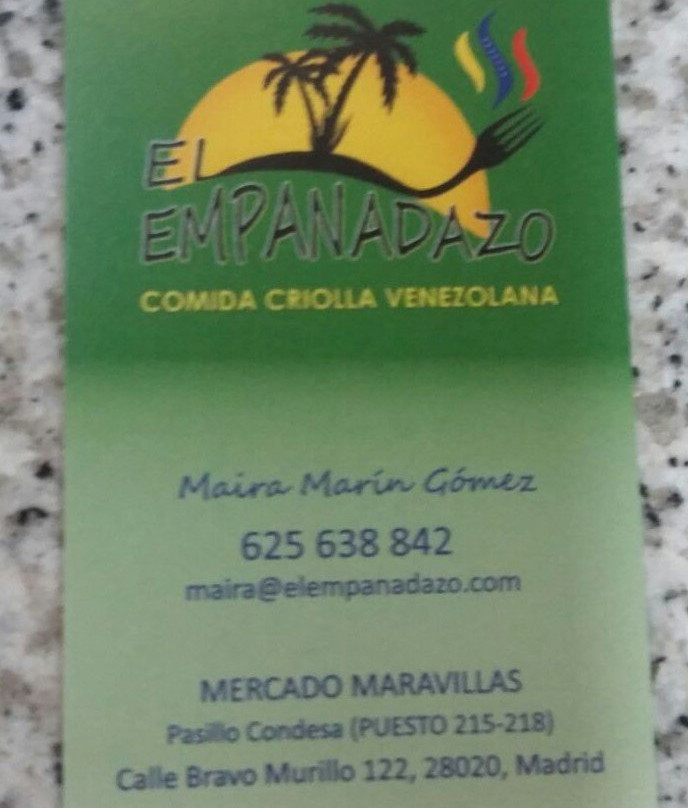 EL
EMPANADAZO
COMIDA CRIOLLA VENEZOLANA
Maira Marín Gómez
625 638 842
maira@elempanadazo.com
MERCADO MARAVILLAS
Pasillo Condesa (PUESTO 215-218)
Calle Bravo Murillo 122, 28020, Madrid